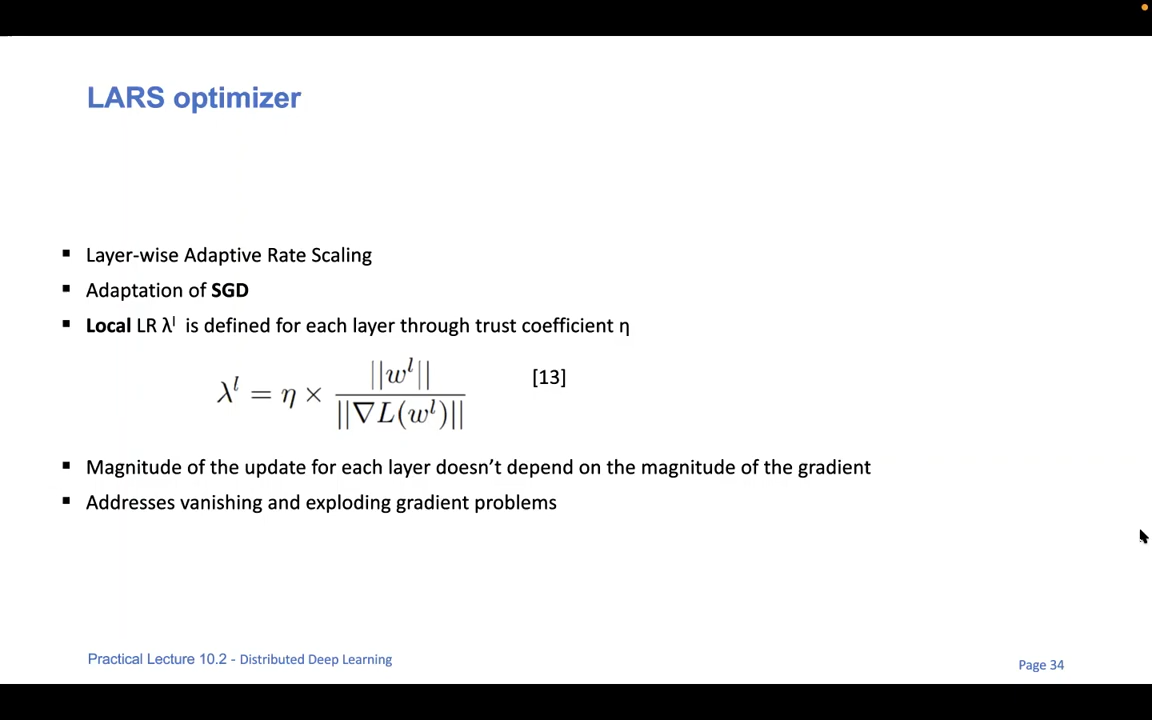 LARS optimizer
▪ Layer-wise Adaptive Rate Scaling
▪ Adaptation of SGD
▪ Local LR λˡ is defined for each layer through trust coefficient η
λˡ = η × ||wˡ|| / ||∇L(wˡ)|| [13]
▪ Magnitude of the update for each layer doesn’t depend on the magnitude of the gradient
▪ Addresses vanishing and exploding gradient problems
Practical Lecture 10.2 - Distributed Deep Learning
Page 34